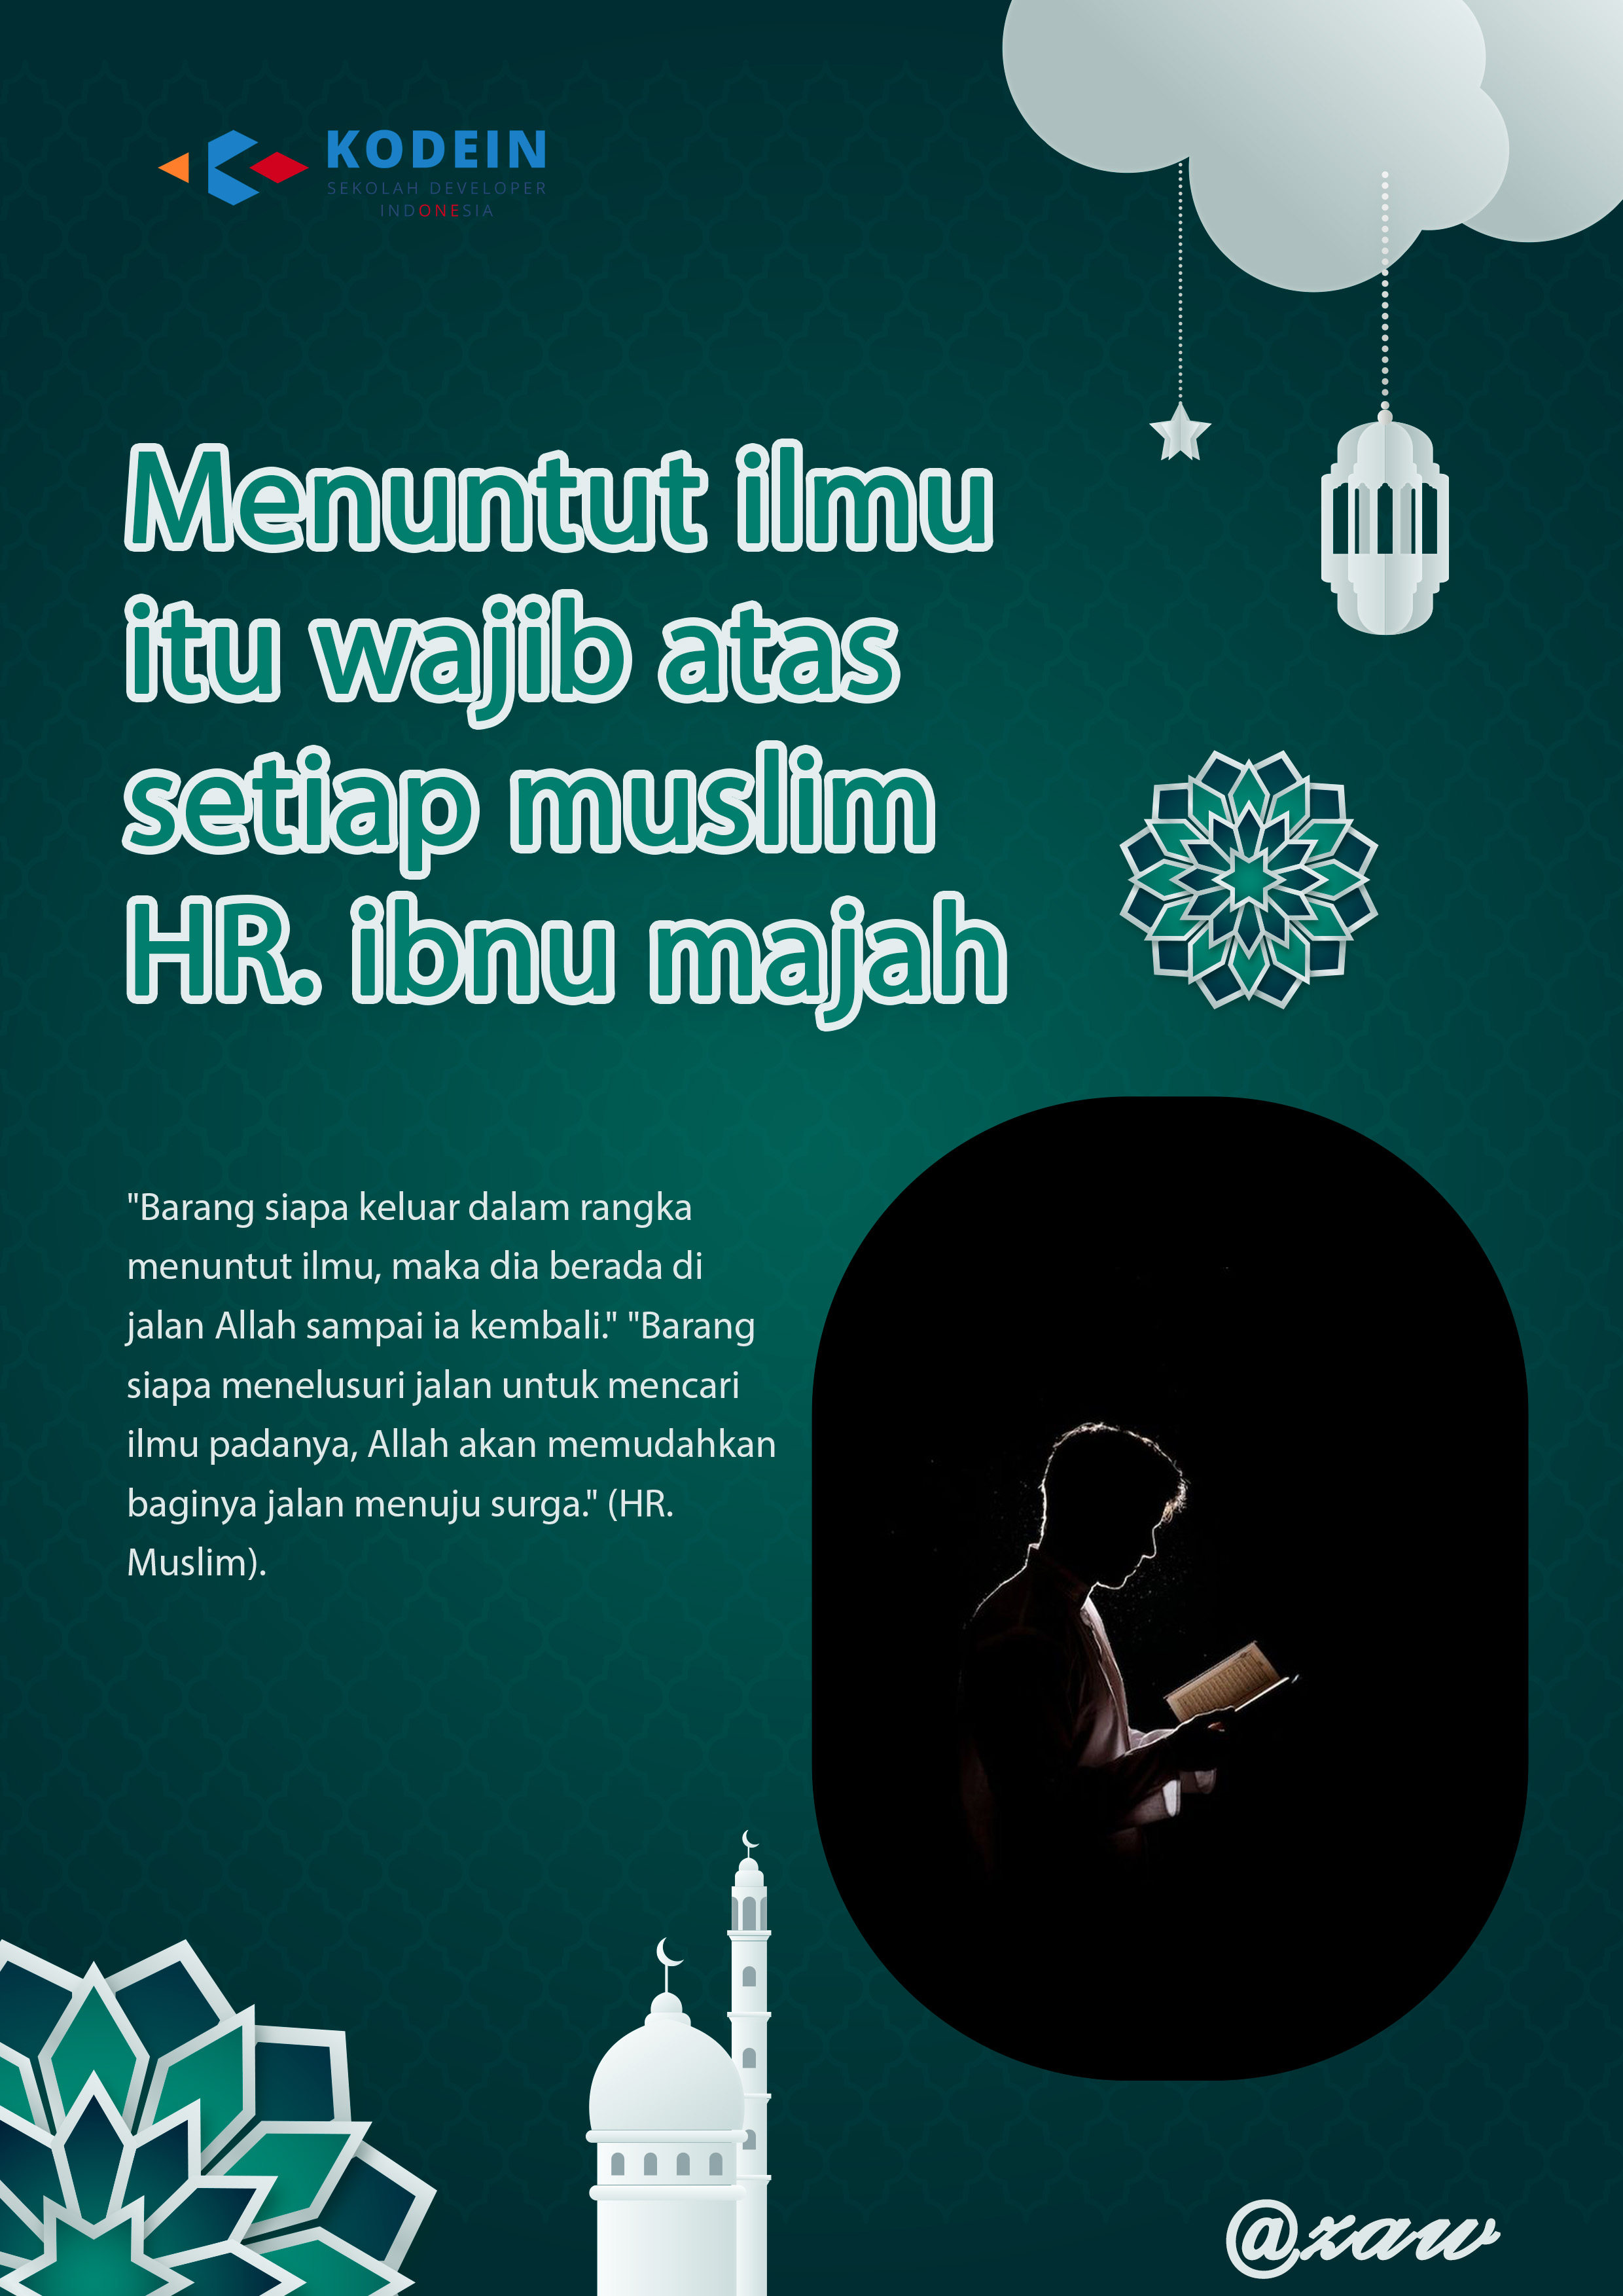 KODEIN
SEKOLAH DEVELOPER
INDONESIA
Menuntut ilmu
itu wajib atas
setiap muslim
HR. ibnu majah
"Barang siapa keluar dalam rangka
menuntut ilmu, maka dia berada di
jalan Allah sampai ia kembali." "Barang
siapa menelusuri jalan untuk mencari
ilmu padanya, Allah akan memudahkan
baginya jalan menuju surga." (HR.
Muslim).
@zaw